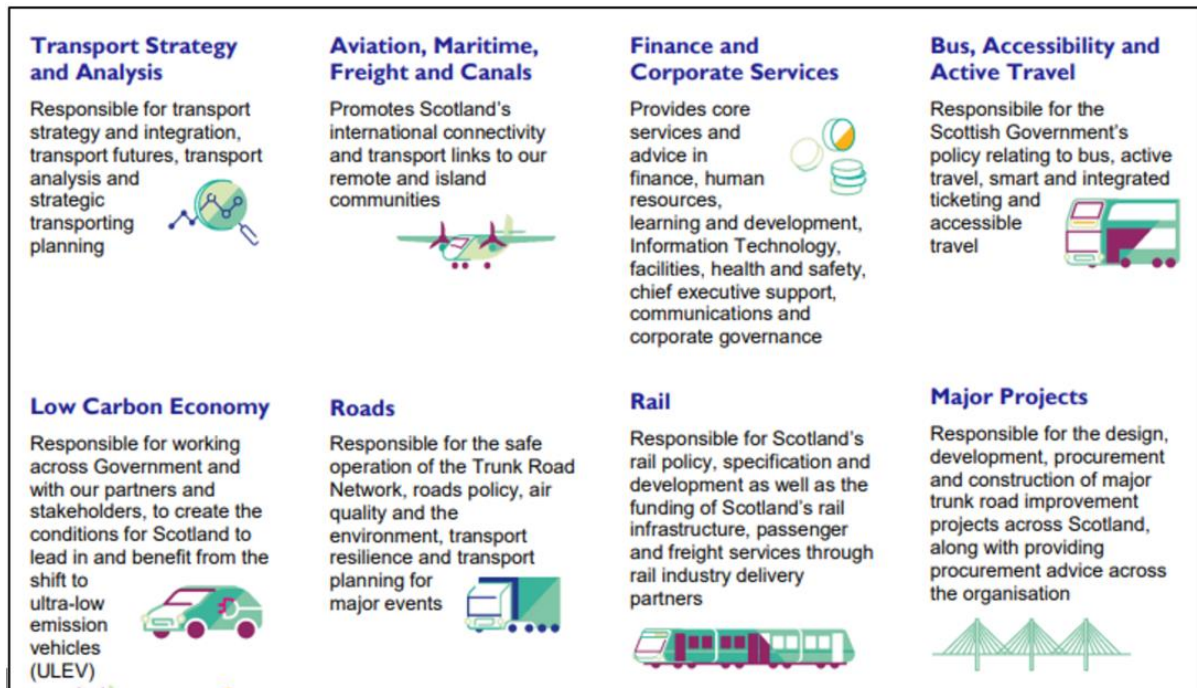 Transport Strategy
and Analysis
Responsible for transport
strategy and integration,
transport futures, transport
analysis and
strategic
transporting
planning
Aviation, Maritime,
Freight and Canals
Promotes Scotland's
international connectivity
and transport links to our
remote and island
communities
Finance and
Corporate Services
Provides core
services and
advice in
finance, human
resources,
learning and development,
Information Technology,
facilities, health and safety,
chief executive support,
communications and
corporate governance
Bus, Accessibility and
Active Travel
Responsibile for the
Scottish Government's
policy relating to bus, active
travel, smart and integrated
ticketing and
accessible
travel
Low Carbon Economy
Responsible for working
across Government and
with our partners and
stakeholders, to create the
conditions for Scotland to
lead in and benefit from the
shift to
ultra-low
emission
vehicles
(ULEV)
Roads
Responsible for the safe
operation of the Trunk Road
Network, roads policy, air
quality and the
environment, transport
resilience and transport
planning for
major events
Rail
Responsible for Scotland's
rail policy, specification and
development as well as the
funding of Scotland's rail
infrastructure, passenger
and freight services through
rail industry delivery
partners
Major Projects
Responsible for the design,
development, procurement
and construction of major
trunk road improvement
projects across Scotland,
along with providing
procurement advice across
the organisation